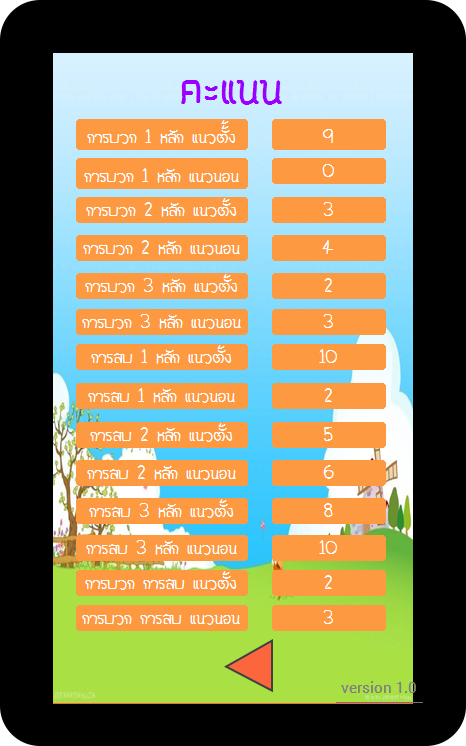 คะแนน
การบวก 1 หลัก แนวตั้ง 9
การบวก 1 หลัก แนวนอน 0
การบวก 2 หลัก แนวตั้ง 3
การบวก 2 หลัก แนวนอน 4
การบวก 3 หลัก แนวตั้ง 2
การบวก 3 หลัก แนวนอน 3
การลบ 1 หลัก แนวตั้ง 10
การลบ 1 หลัก แนวนอน 2
การลบ 2 หลัก แนวตั้ง 5
การลบ 2 หลัก แนวนอน 6
การลบ 3 หลัก แนวตั้ง 8
การลบ 3 หลัก แนวนอน 10
การบวก การลบ แนวตั้ง 2
การบวก การลบ แนวนอน 3
version 1.0